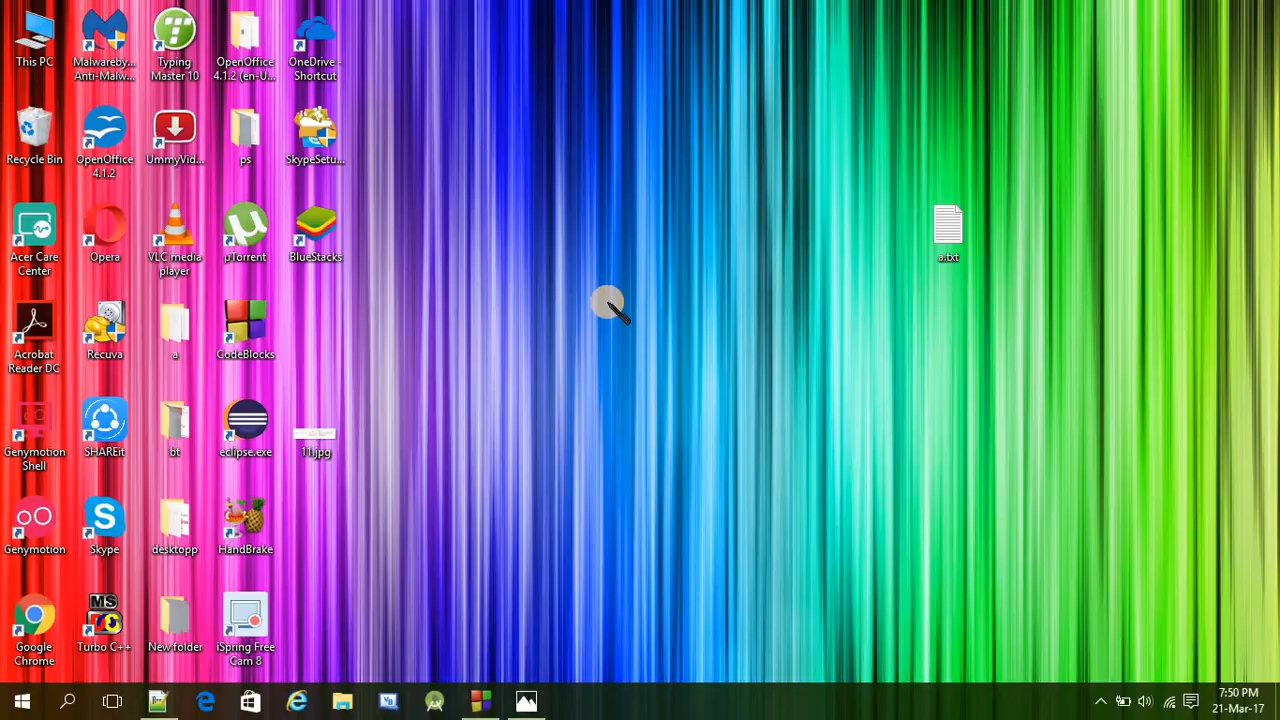 This PC
Malwareby...
Anti-Malw...
Typing
Master 10
OpenOffice
4.1.2 (en-U...
OneDrive -
Shortcut
Recycle Bin
OpenOffice
4.1.2
UmmyVid...
ps
SkypeSetu...
Acer Care
Center
Opera
VLC media
player
µTorrent
BlueStacks
a.txt
Acrobat
Reader DC
Recuva
a
CodeBlocks
Genymotion
Shell
SHAREit
bt
eclipse.exe
11.jpg
Genymotion
Skype
desktopp
HandBrake
MS
Google
Chrome
Turbo C++
New folder
iSpring Free
Cam 8
7:50 PM
21-Mar-17